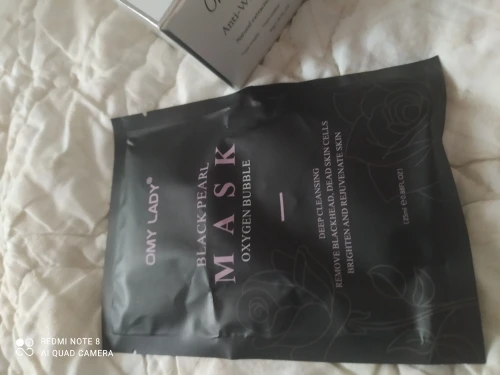 OMY LADY®
BLACK PEARL
MASK
OXYGEN BUBBLE
DEEP CLEANSING
REMOVE BLACKHEAD, DEAD SKIN CELLS
BRIGHTEN AND REJUVENATE SKIN
REDMI NOTE 8
AI QUAD CAMERA